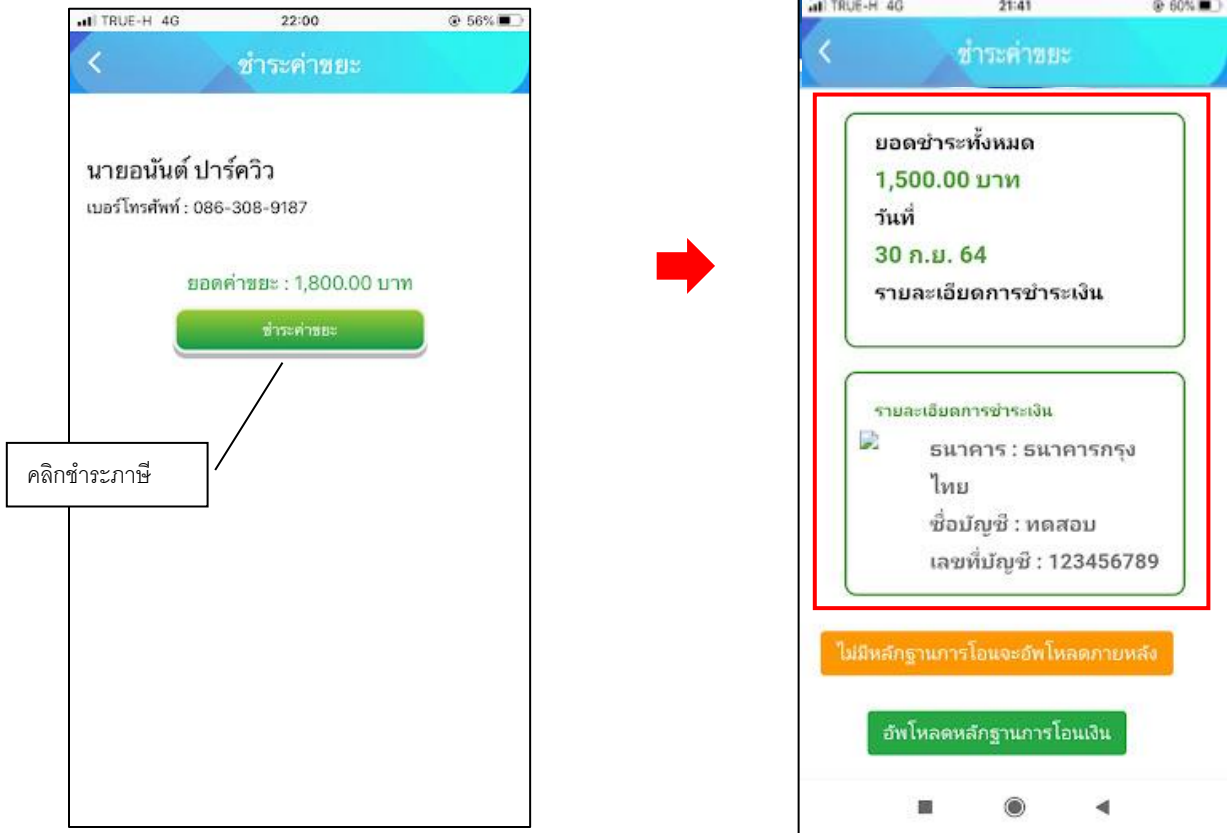 TRUE-H 4G 22:00 56%
ชำระค่าขยะ
นายอนันต์ ปาร์ควิว
เบอร์โทรศัพท์ : 086-308-9187
ยอดค่าขยะ : 1,800.00 บาท
ชำระค่าขยะ
คลิกชำระภาษี
TRUE-H 4G 21:41 60%
ชำระค่าขยะ
ยอดชำระทั้งหมด
1,500.00 บาท
วันที่
30 ก.ย. 64
รายละเอียดการชำระเงิน
รายละเอียดการชำระเงิน
ธนาคาร : ธนาคารกรุง
ไทย
ชื่อบัญชี : ทดสอบ
เลขที่บัญชี : 123456789
ไม่มีหลักฐานการโอนจะอัพโหลดภายหลัง
อัพโหลดหลักฐานการโอนเงิน